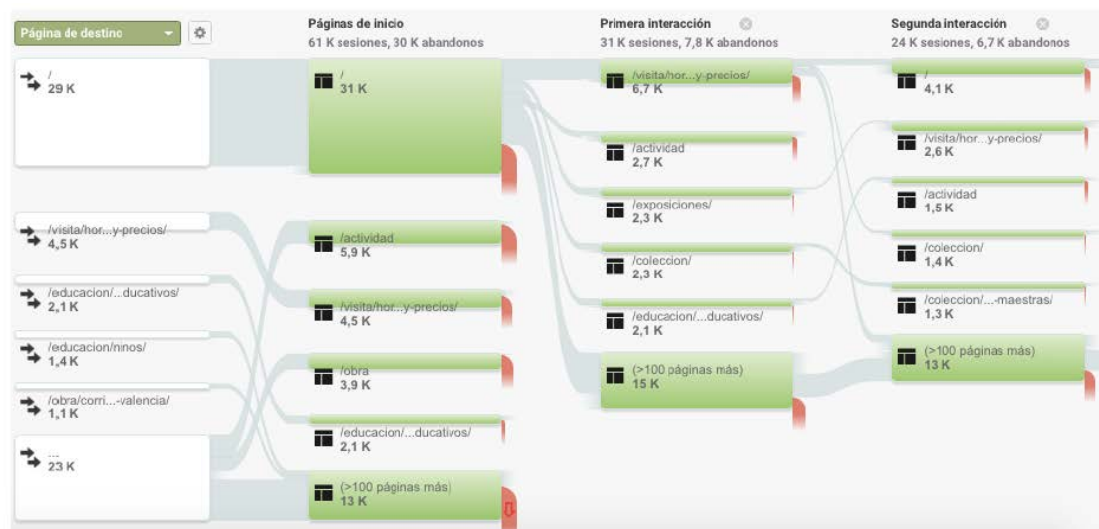 Página de destino
/
29 K
/visita/hor...y-precios/
4,5 K
/educacion/...ducativos/
2,1 K
/educacion/ninos/
1,4 K
/obra/corri...-valencia/
1,1 K
...
23 K
Páginas de inicio
61 K sesiones, 30 K abandonos
/
31 K
/actividad
5,9 K
/visita/hor...y-precios/
4,5 K
/obra
3,9 K
/educacion/...ducativos/
2,1 K
(>100 páginas más)
13 K
Primera interacción
31 K sesiones, 7,8 K abandonos
/visita/hor...y-precios/
6,7 K
/actividad
2,7 K
/exposiciones/
2,3 K
/coleccion/
2,3 K
/educacion/...ducativos/
2,1 K
(>100 páginas más)
15 K
Segunda interacción
24 K sesiones, 6,7 K abandonos
/
4,1 K
/visita/hor...y-precios/
2,6 K
/actividad
1,5 K
/coleccion/
1,4 K
/coleccion/...-maestras/
1,3 K
(>100 páginas más)
13 K